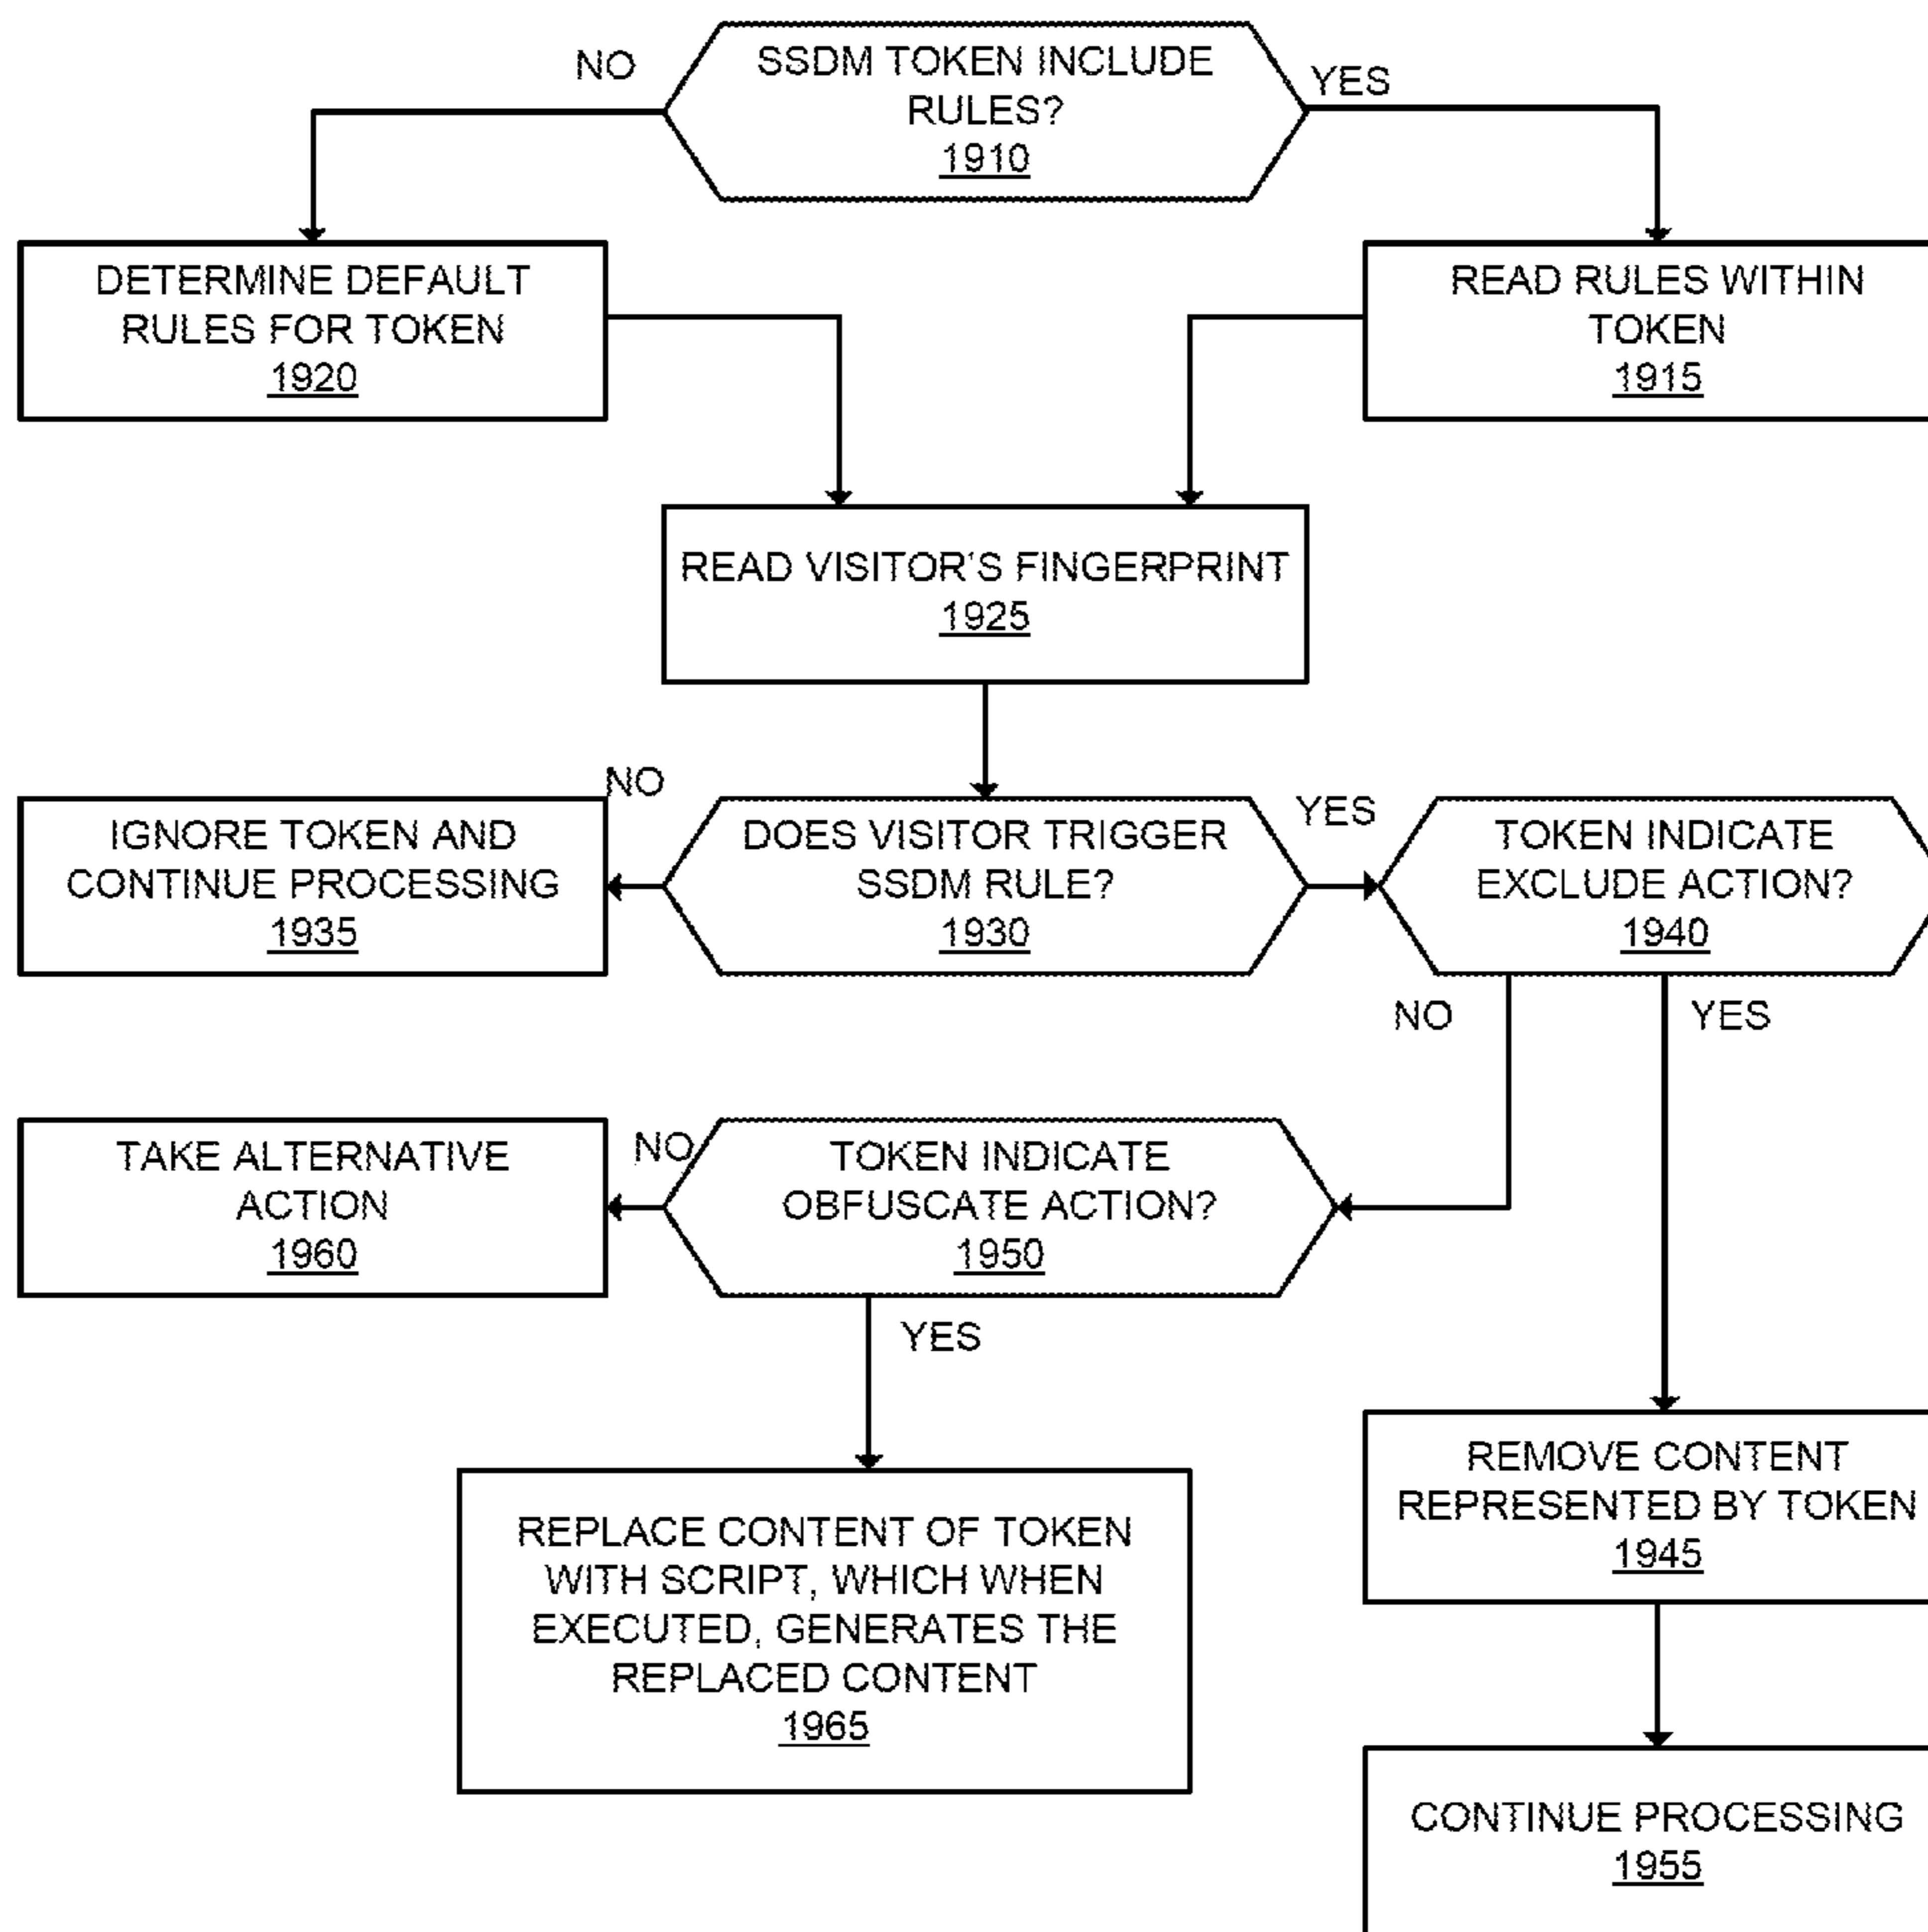 NO
SSDM TOKEN INCLUDE
RULES?
1910
YES
DETERMINE DEFAULT
RULES FOR TOKEN
1920
READ RULES WITHIN
TOKEN
1915
READ VISITOR'S FINGERPRINT
1925
NO
IGNORE TOKEN AND
CONTINUE PROCESSING
1935
DOES VISITOR TRIGGER
SSDM RULE?
1930
YES
TOKEN INDICATE
EXCLUDE ACTION?
1940
NO
YES
TAKE ALTERNATIVE
ACTION
1960
NO
TOKEN INDICATE
OBFUSCATE ACTION?
1950
YES
REPLACE CONTENT OF TOKEN
WITH SCRIPT, WHICH WHEN
EXECUTED, GENERATES THE
REPLACED CONTENT
1965
REMOVE CONTENT
REPRESENTED BY TOKEN
1945
CONTINUE PROCESSING
1955